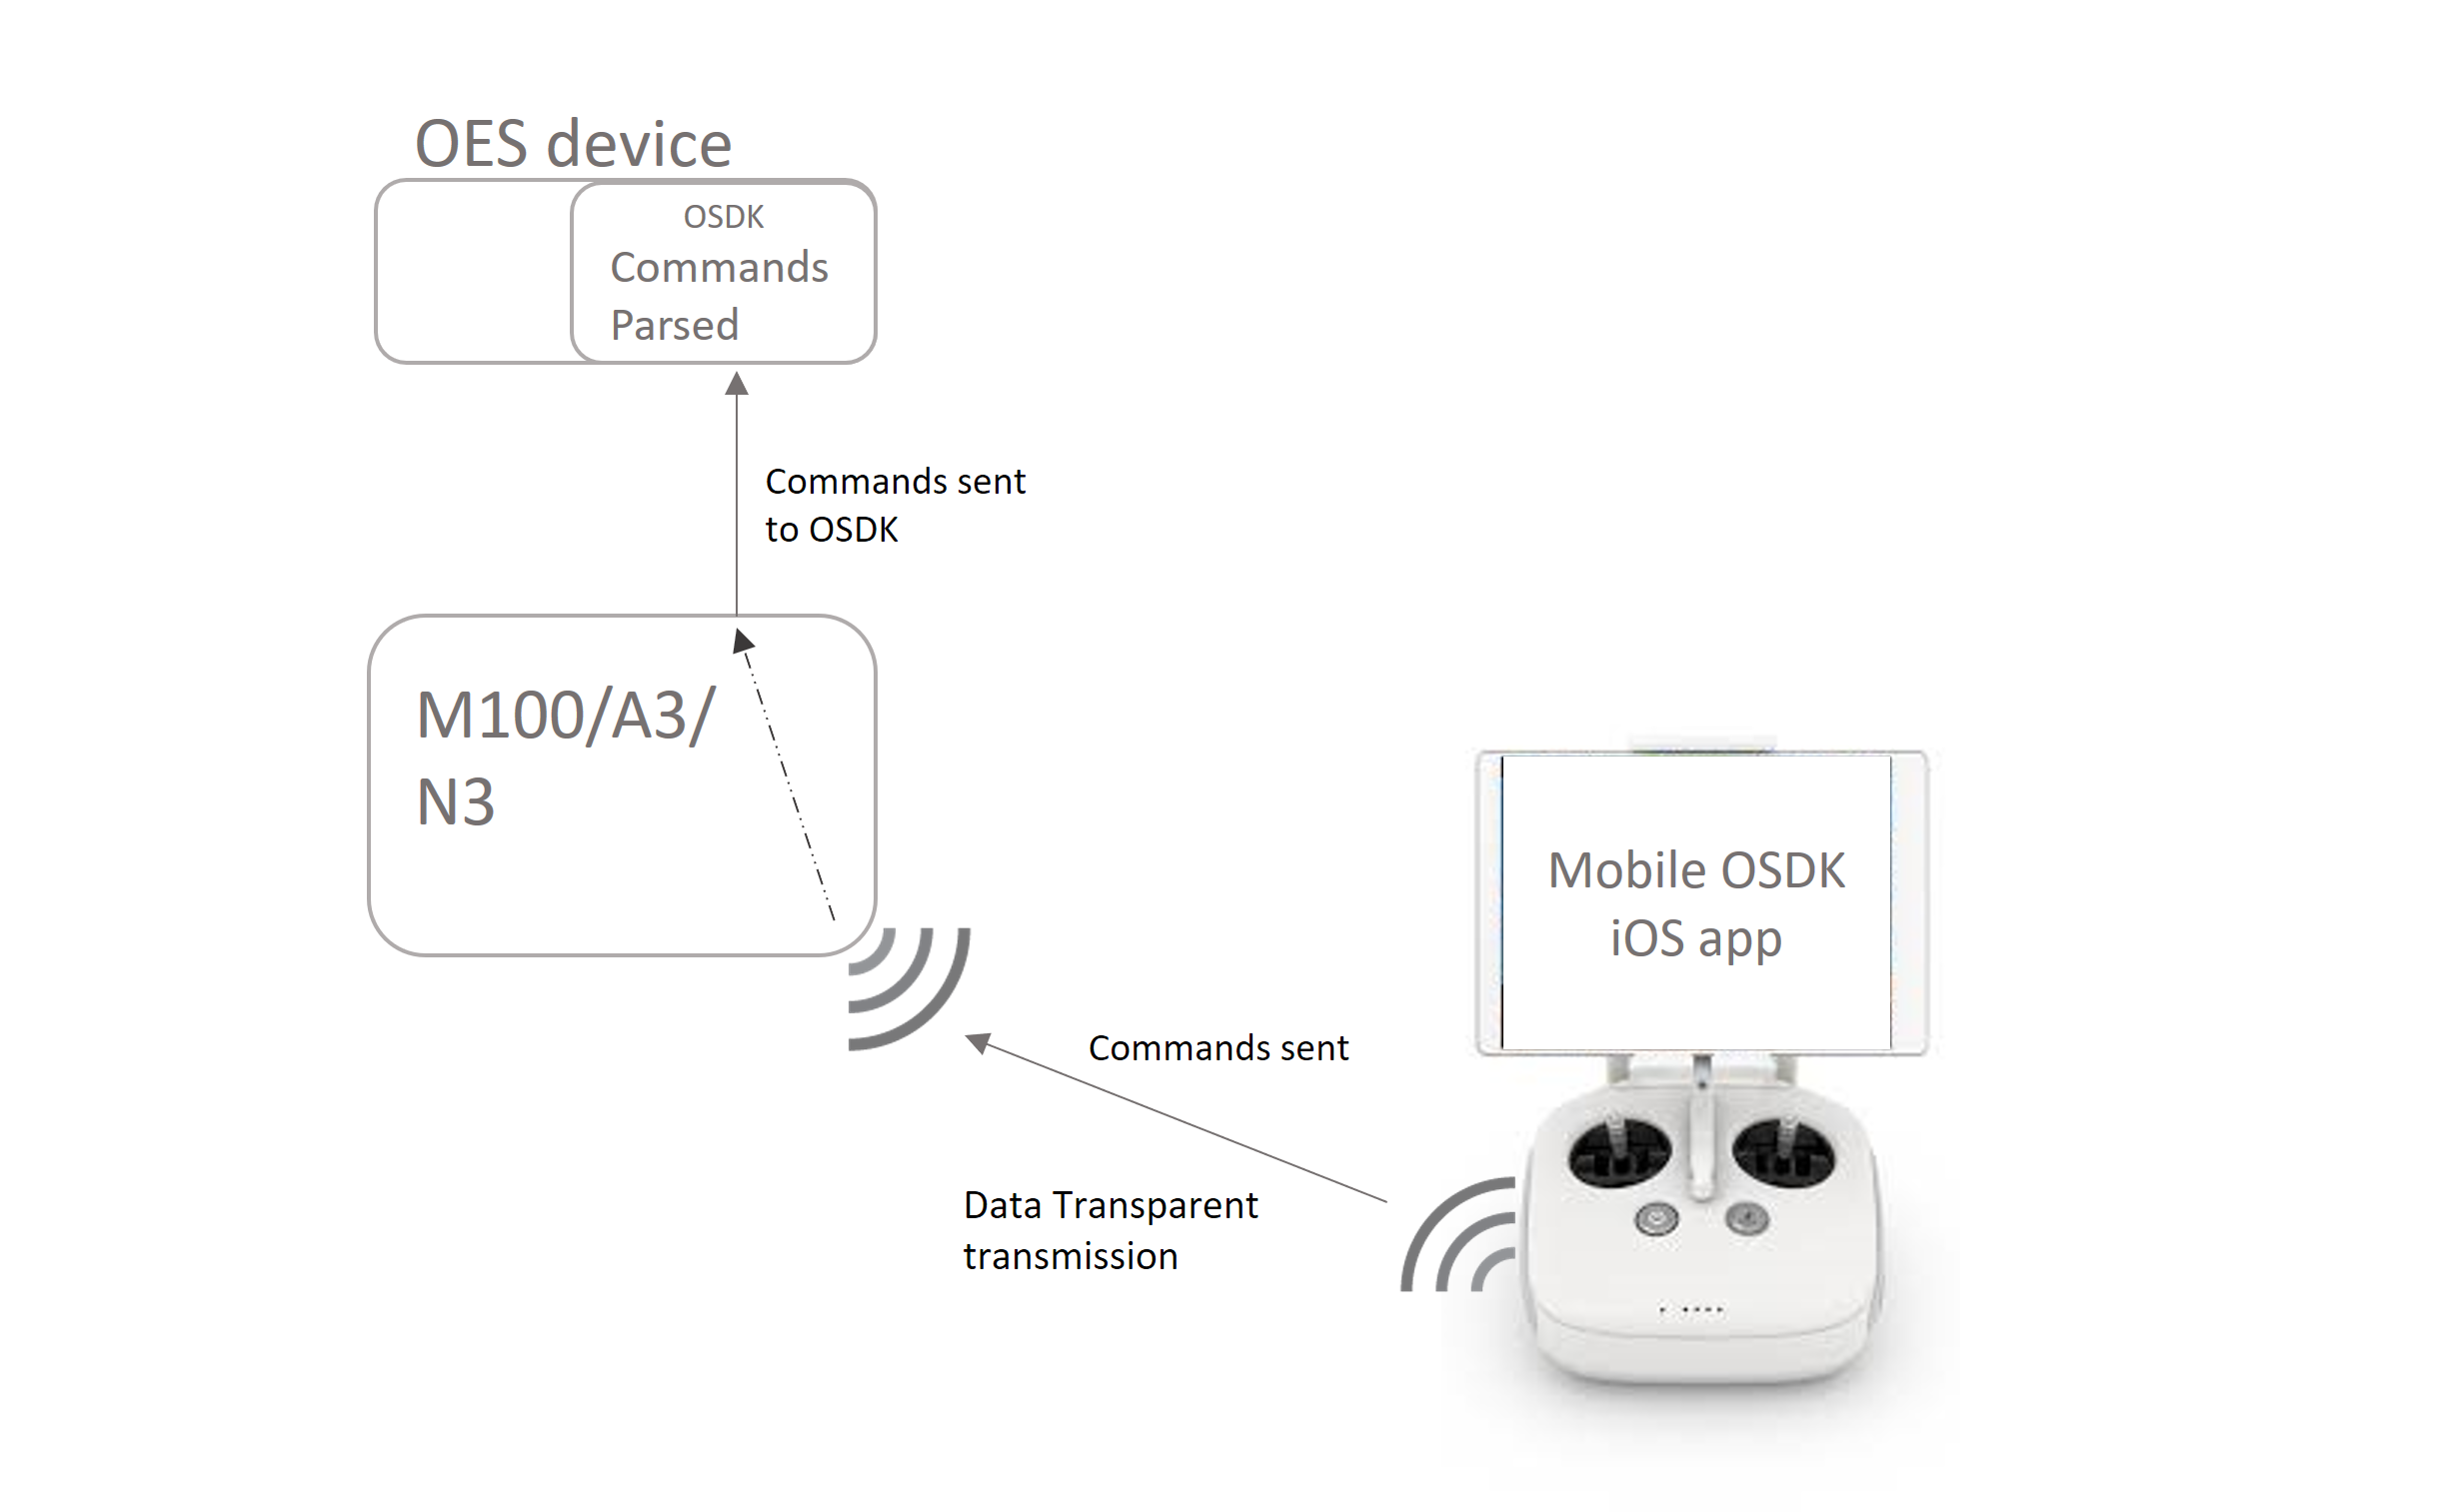 OES device
OSDK
Commands
Parsed
Commands sent
to OSDK
M100/A3/
N3
Mobile OSDK
iOS app
Commands sent
Data Transparent
transmission